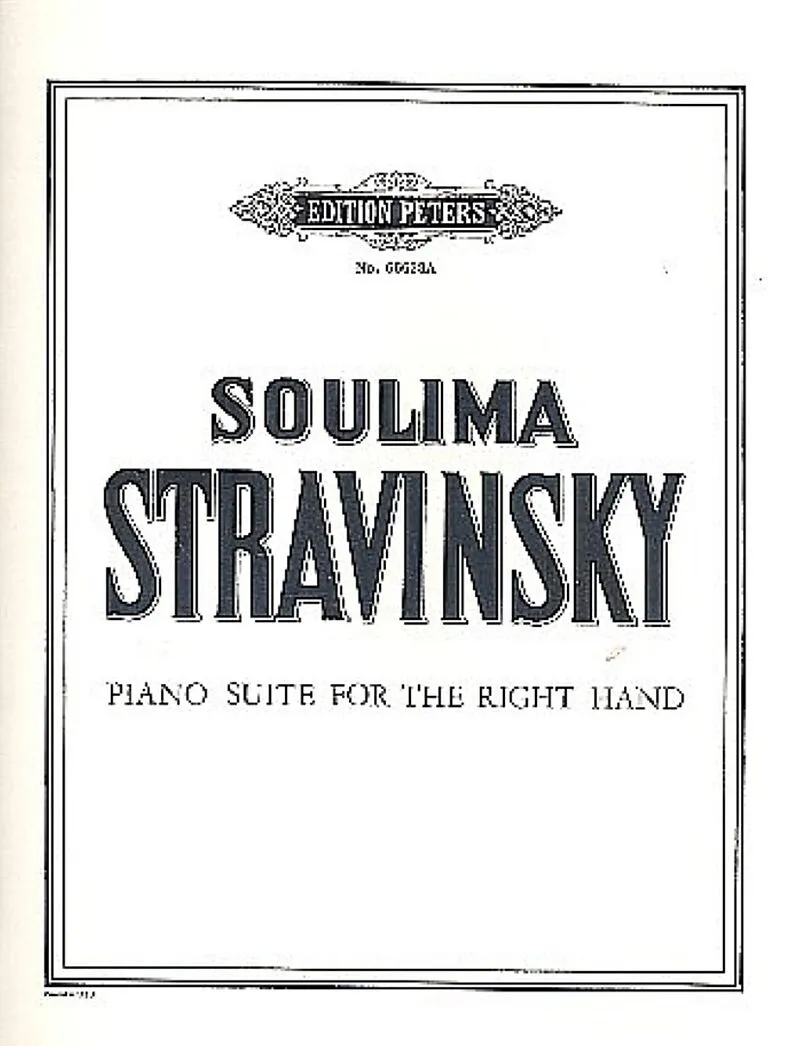 EDITION PETERS
SOULIMA
STRAVINSKY
PIANO SUITE FOR THE RIGHT HAND